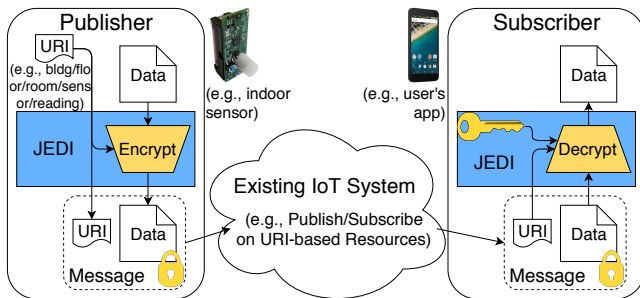 Publisher
URI
(e.g., bldg/flo
or/room/sens
or/reading)
Data
JEDI
Encrypt
URI
Data
Message
(e.g., indoor
sensor)
(e.g., user's
app)
Existing IoT System
(e.g., Publish/Subscribe
on URI-based Resources)
Subscriber
Data
JEDI
Decrypt
URI
Data
Message